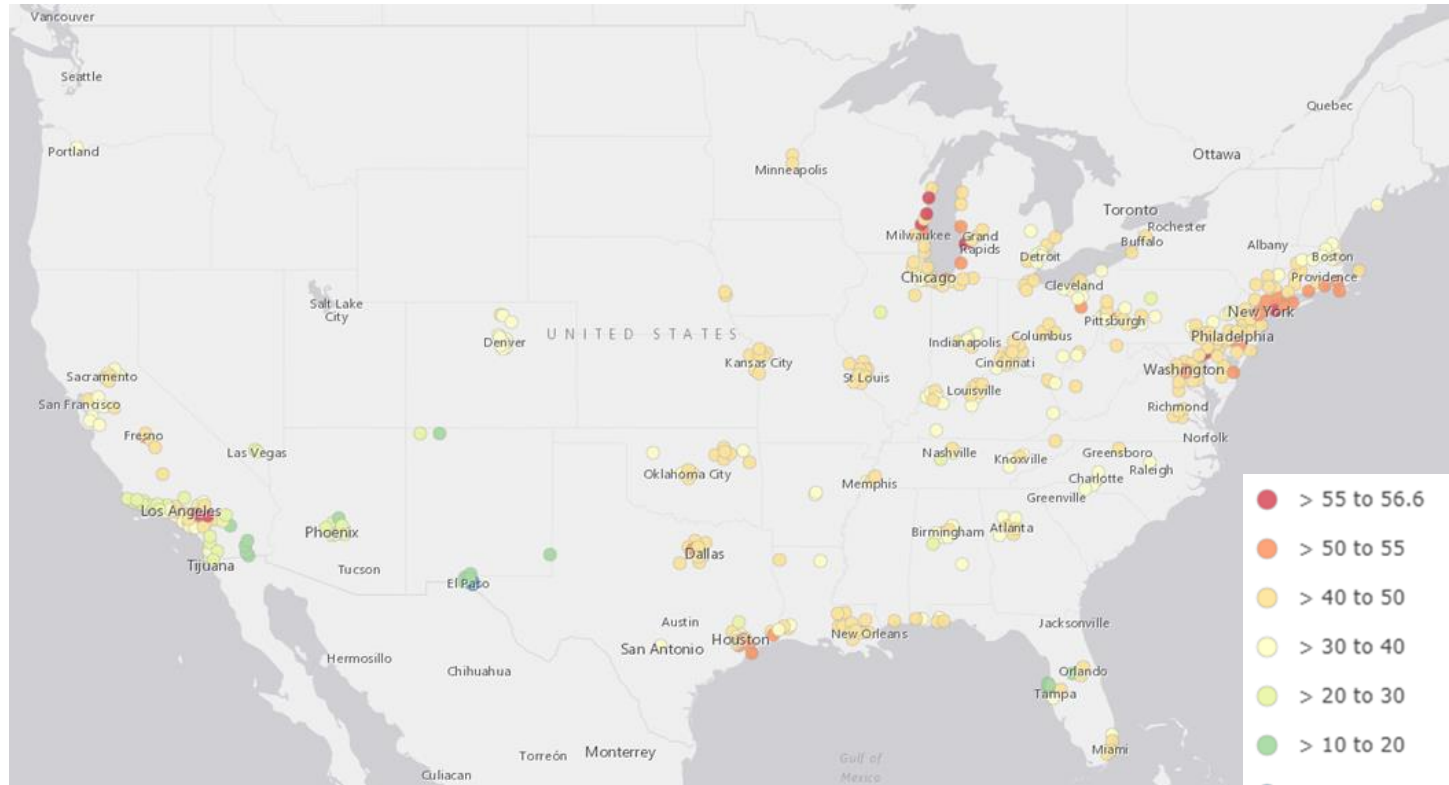 Vancouver
Seattle
Quebec
Portland
Ottawa
Minneapolis
Toronto
Rochester
Milwaukee
Grand
Rapids
Buffalo
Albany
Detroit
Boston
Chicago
Cleveland
Providence
Salt Lake
City
New York
Pittsburgh
UNITED STATES
Denver
Indianapolis
Columbus
Philadelphia
Kansas City
Cincinnati
Sacramento
St Louis
Washington
San Francisco
Louisville
Richmond
Fresno
Norfolk
Las Vegas
Nashville
Knoxville
Greensboro
Raleigh
Oklahoma City
Memphis
Charlotte
Greenville
Los Angeles
Phoenix
Birmingham
Atlanta
Dallas
Tijuana
Tucson
El Paso
Austin
Houston
New Orleans
Jacksonville
San Antonio
Hermosillo
Chihuahua
Orlando
Tampa
Torreón
Monterrey
Miami
Gulf of
Mexico
Culiacan
> 55 to 56.6
> 50 to 55
> 40 to 50
> 30 to 40
> 20 to 30
> 10 to 20